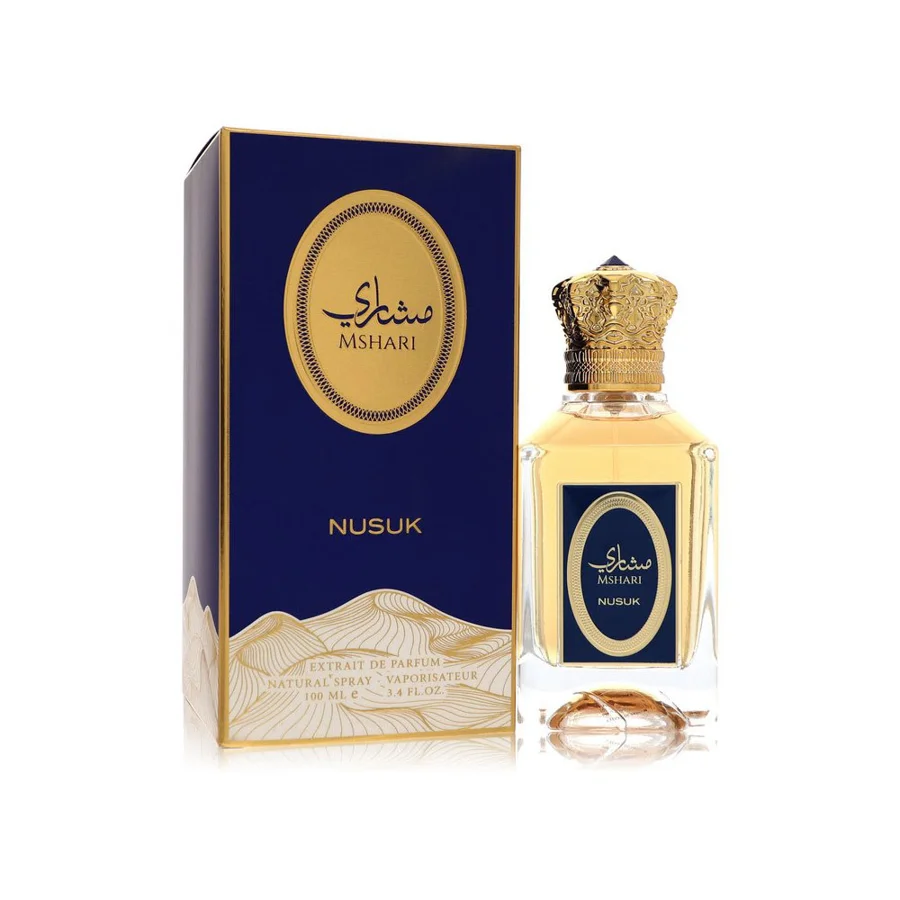 مشاري
MSHARI
NUSUK
EXTRAIT DE PARFUM
NATURAL SPRAY - VAPORISATEUR
100 ML e 3.4 FL.OZ.
مشاري
MSHARI
NUSUK